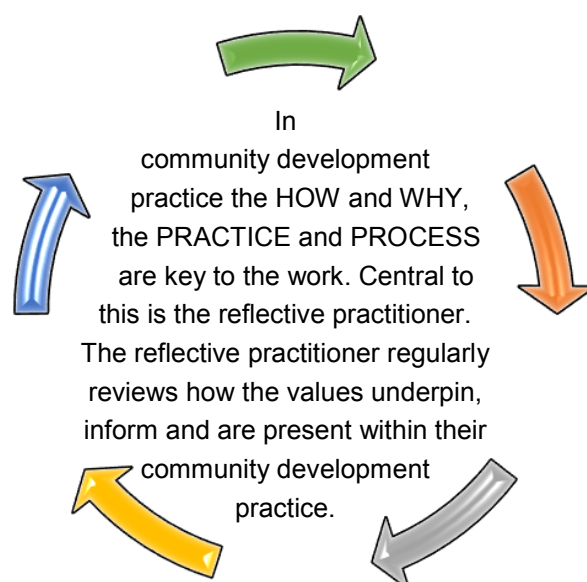 In
community development
practice the HOW and WHY,
the PRACTICE and PROCESS
are key to the work. Central to
this is the reflective practitioner.
The reflective practitioner regularly
reviews how the values underpin,
inform and are present within their
community development
practice.